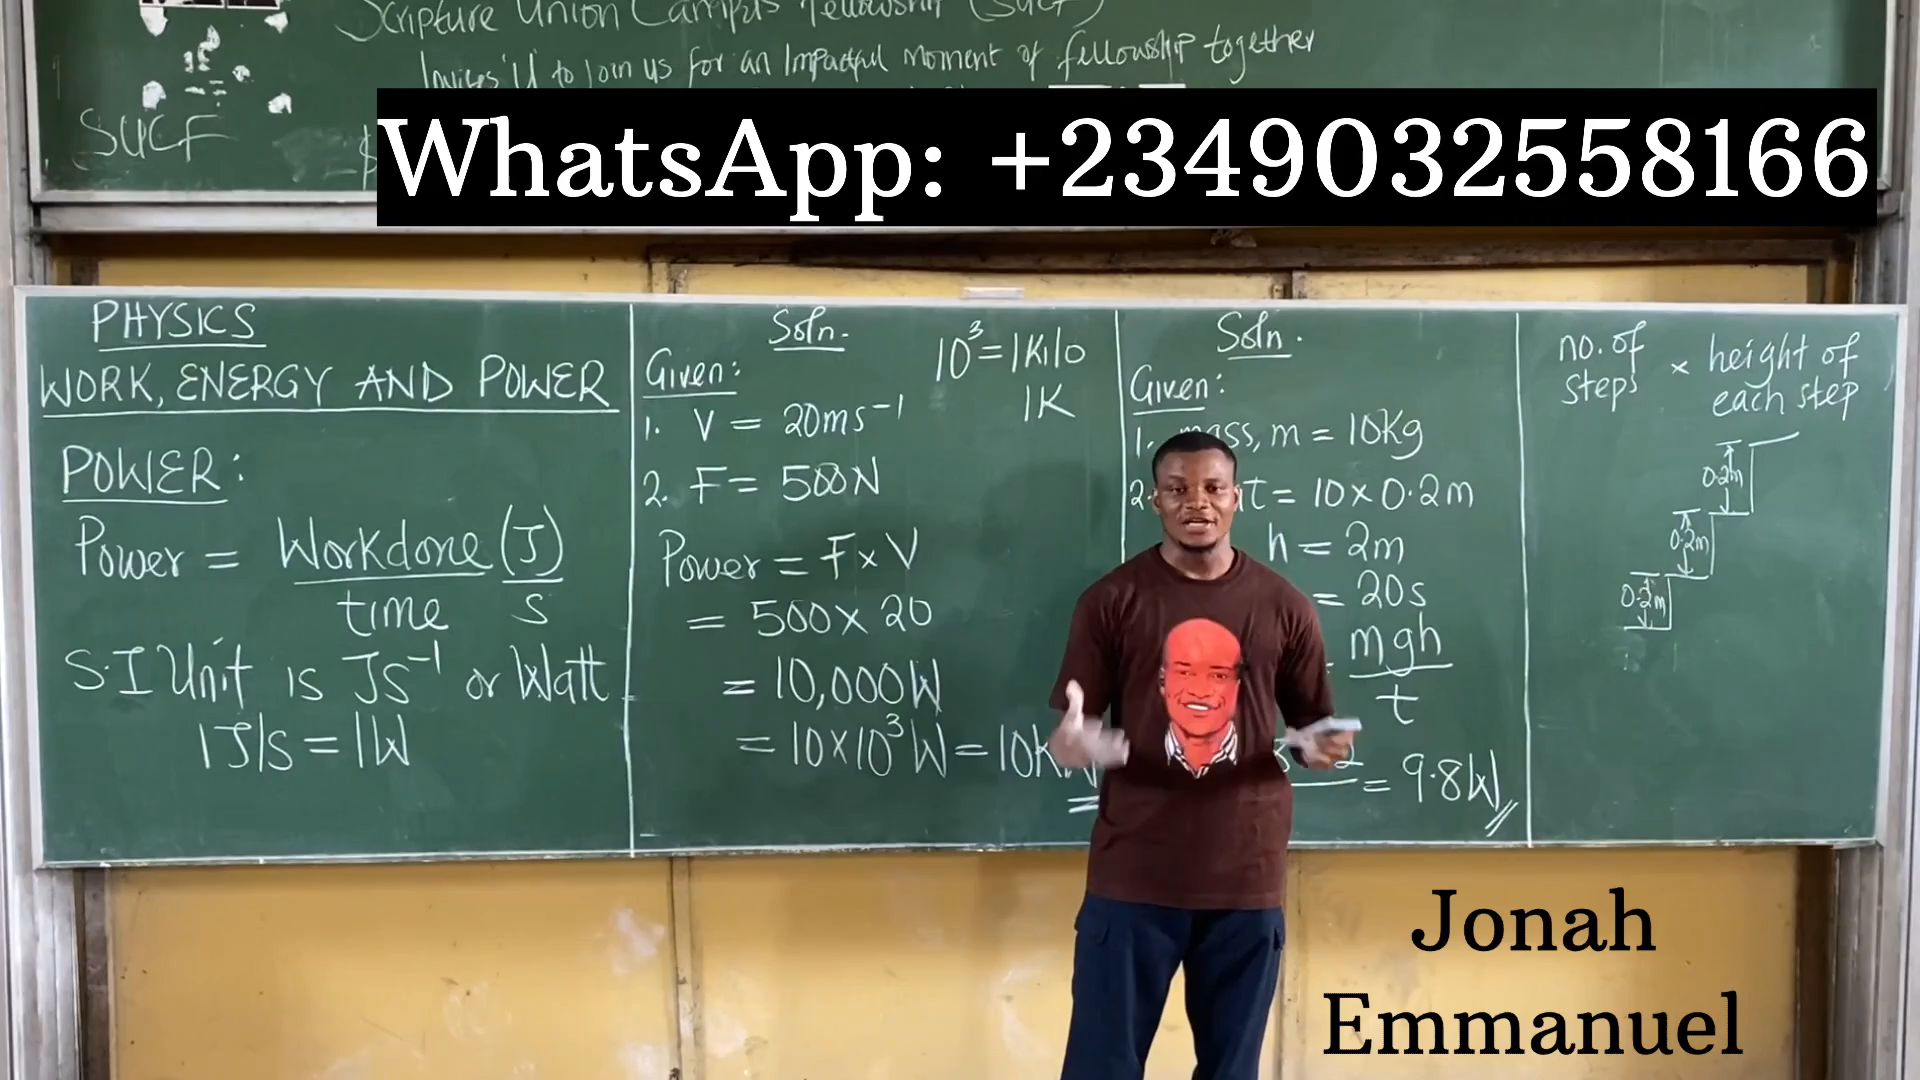 Scripture Union Campus Fellowship (SUCF)
Invites 'U' to join us for an Impactful Moment of fellowship together
SUCF
WhatsApp: +2349032558166
PHYSICS
WORK, ENERGY AND POWER
POWER:
Power = Workdone (J)
time s
S.I Unit is Js⁻¹ or Watt
1J/s = 1W
Soln.
10³ = 1Kilo
1K
Given:
1. V = 20ms⁻¹
2. F = 500N
Power = F × V
= 500 × 20
= 10,000W
= 10×10³W = 10K
Soln.
Given:
1. mass, m = 10Kg
2. t = 10 × 0.2m
h = 2m
= 20s
mgh
t
2 = 9.8W
no. of steps × height of each step
0.2m
0.2m
0.2m
Jonah
Emmanuel